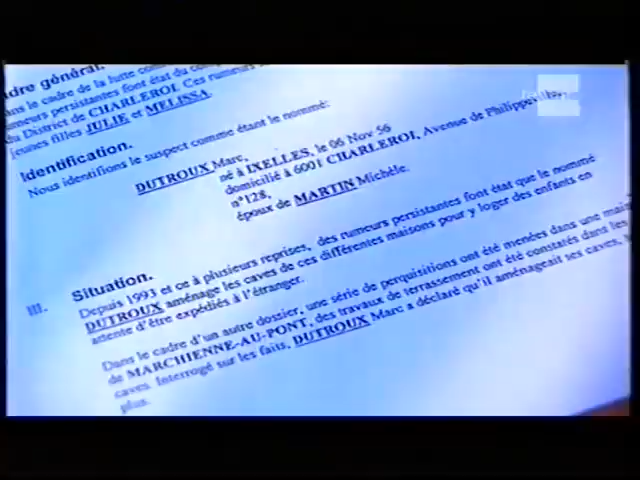 adre général.
ans le cadre de la lutte
rumeurs persistantes font état du
du District de CHARLEROI. Ces rumeurs
jeunes filles JULIE et MELISSA.
Identification.
Nous identifions le suspect comme étant le nommé:
DUTROUX Marc,
né à IXELLES, le 06 Nov 56
domicilié à 6001 CHARLEROI, Avenue de Philippeville
n°128,
époux de MARTIN Michèle.
III. Situation.
Depuis 1993 et ce à plusieurs reprises, des rumeurs persistantes font état que le nommé
DUTROUX aménage les caves de ces différentes maisons pour y loger des enfants en
attente d'être expédiés à l'étranger.
Dans le cadre d'un autre dossier, une série de perquisitions ont été menées dans une
de MARCHIENNE-AU-PONT, des travaux de terrassement ont été constatés dans les
caves. Interrogé sur les faits, DUTROUX Marc a déclaré qu'il aménageait ses caves,
plus.